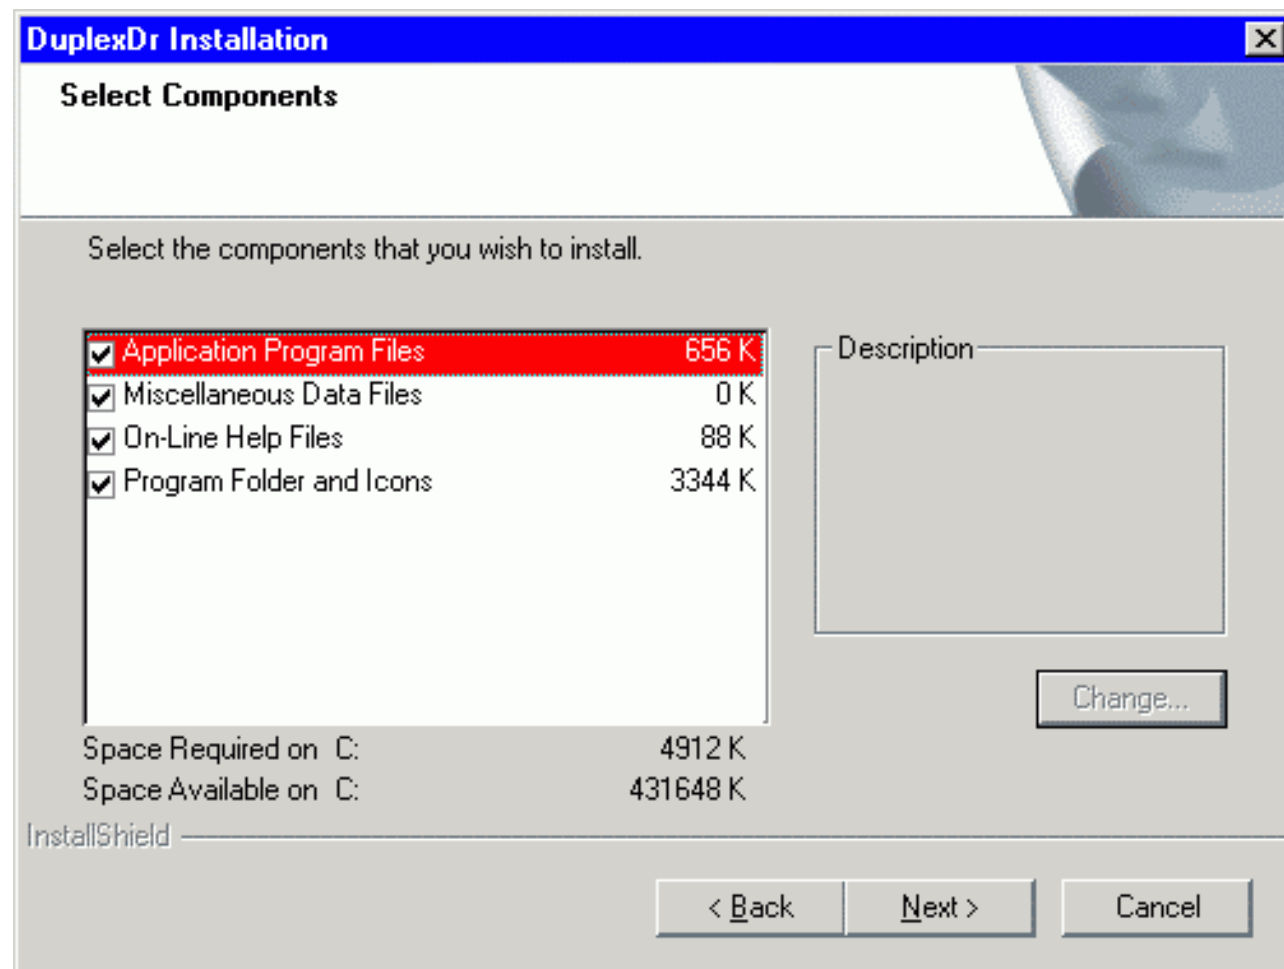 DuplexDr Installation
Select Components
Select the components that you wish to install.
Application Program Files 656 K
Miscellaneous Data Files 0 K
On-Line Help Files 88 K
Program Folder and Icons 3344 K
Description
Change...
Space Required on C: 4912 K
Space Available on C: 431648 K
InstallShield
< Back Next > Cancel